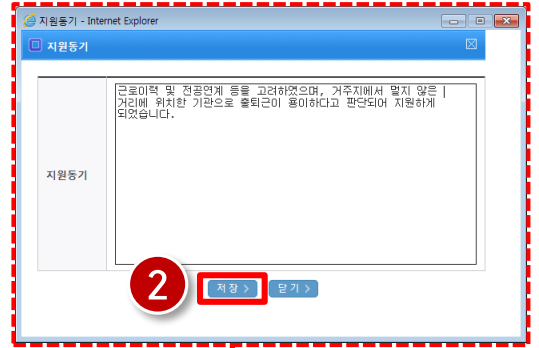 지원동기 - Internet Explorer
지원동기
근로이력 및 전공연계 등을 고려하였으며, 거주지에서 멀지 않은
거리에 위치한 기관으로 출퇴근이 용이하다고 판단되어 지원하게
되었습니다.
지원동기
2 저장 > 닫기 >